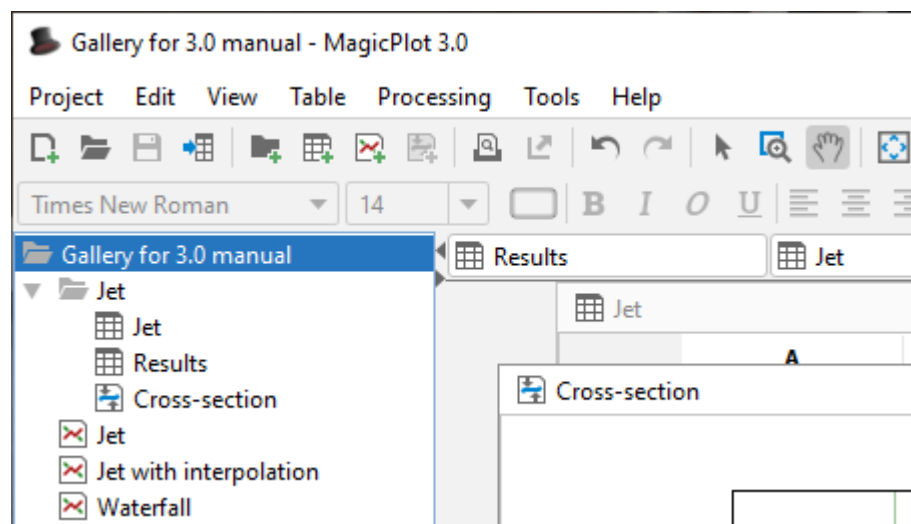 Gallery for 3.0 manual - MagicPlot 3.0
Project Edit View Table Processing Tools Help
Times New Roman 14 B I O U
Gallery for 3.0 manual
Results Jet
Jet
Jet
Jet
A
Results
Cross-section
Cross-section
Jet
Jet with interpolation
Waterfall